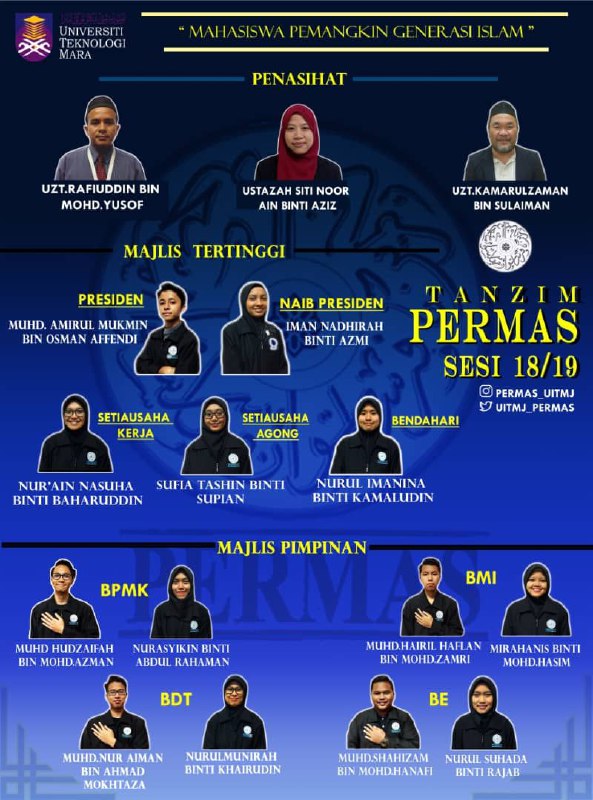 UNIVERSITI
TEKNOLOGI
MARA
“ MAHASISWA PEMANGKIN GENERASI ISLAM ”
PENASIHAT
UZT.RAFIUDDIN BIN
MOHD.YUSOF
USTAZAH SITI NOOR
AIN BINTI AZIZ
UZT.KAMARULZAMAN
BIN SULAIMAN
MAJLIS TERTINGGI
TANZIM
PERMAS
SESI 18/19
PERMAS_UITMJ
UITMJ_PERMAS
PRESIDEN
MUHD. AMIRUL MUKMIN
BIN OSMAN AFFENDI
NAIB PRESIDEN
IMAN NADHIRAH
BINTI AZMI
SETIAUSAHA
KERJA
NUR'AIN NASUHA
BINTI BAHARUDDIN
SETIAUSAHA
AGONG
SUFIA TASHIN BINTI
SUPIAN
BENDAHARI
NURUL IMANINA
BINTI KAMALUDIN
MAJLIS PIMPINAN
PERMAS
BPMK
MUHD HUDZAIFAH
BIN MOHD.AZMAN
NURASYIKIN BINTI
ABDUL RAHAMAN
BMI
MUHD.HAIRIL HAFLAN
BIN MOHD.ZAMRI
MIRAHANIS BINTI
MOHD.HASIM
BDT
MUHD.NUR AIMAN
BIN AHMAD
MOKHTAZA
NURULMUNIRAH
BINTI KHAIRUDIN
BE
MUHD.SHAHIZAM
BIN MOHD.HANAFI
NURUL SUHADA
BINTI RAJAB